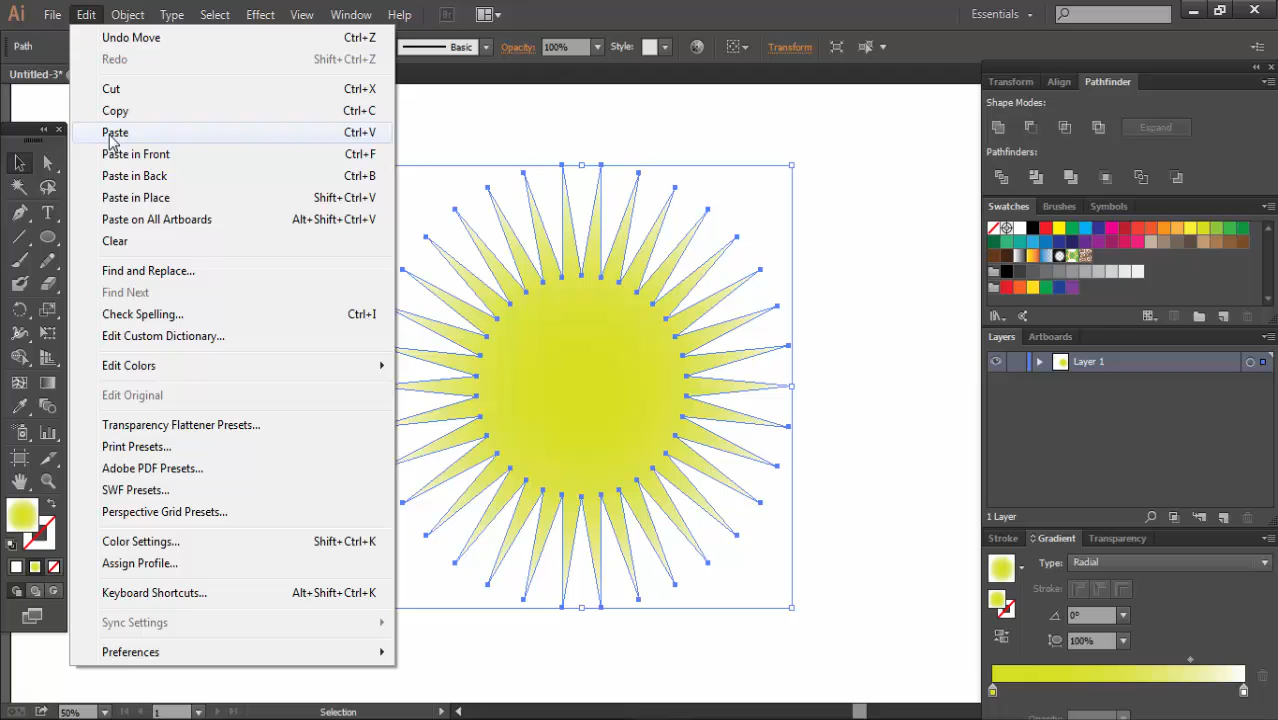 Ai File Edit Object Type Select Effect View Window Help Br Essentials
Path Basic Opacity: 100% Style: Transform
Untitled-3*
Undo Move Ctrl+Z
Redo Shift+Ctrl+Z
Cut Ctrl+X
Copy Ctrl+C
Paste Ctrl+V
Paste in Front Ctrl+F
Paste in Back Ctrl+B
Paste in Place Shift+Ctrl+V
Paste on All Artboards Alt+Shift+Ctrl+V
Clear
Find and Replace...
Find Next
Check Spelling... Ctrl+I
Edit Custom Dictionary...
Edit Colors
Edit Original
Transparency Flattener Presets...
Print Presets...
Adobe PDF Presets...
SWF Presets...
Perspective Grid Presets...
Color Settings... Shift+Ctrl+K
Assign Profile...
Keyboard Shortcuts... Alt+Shift+Ctrl+K
Sync Settings
Preferences
Transform Align Pathfinder
Shape Modes:
Expand
Pathfinders:
Swatches Brushes Symbols
Layers Artboards
Layer 1
1 Layer
Stroke Gradient Transparency
Type: Radial
Stroke:
0°
100%
Opacity:
50% 1 Selection